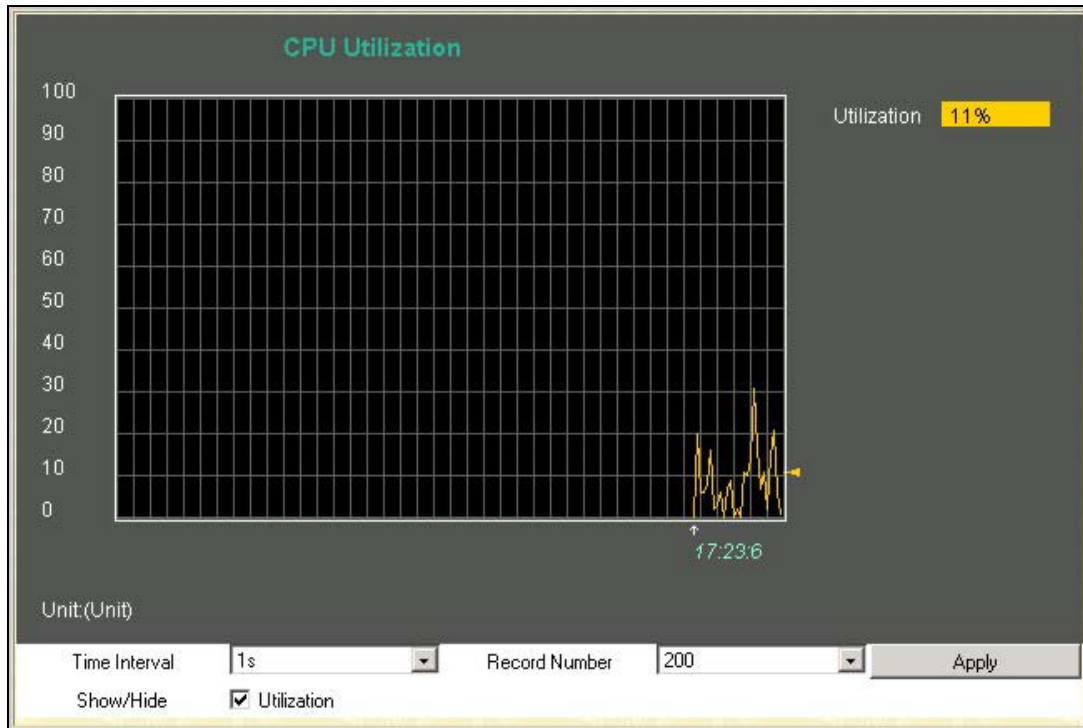 CPU Utilization
100
90
80
70
60
50
40
30
20
10
0
Utilization 11%
17:23:6
Unit:(Unit)
Time Interval 1s Record Number 200 Apply
Show/Hide Utilization